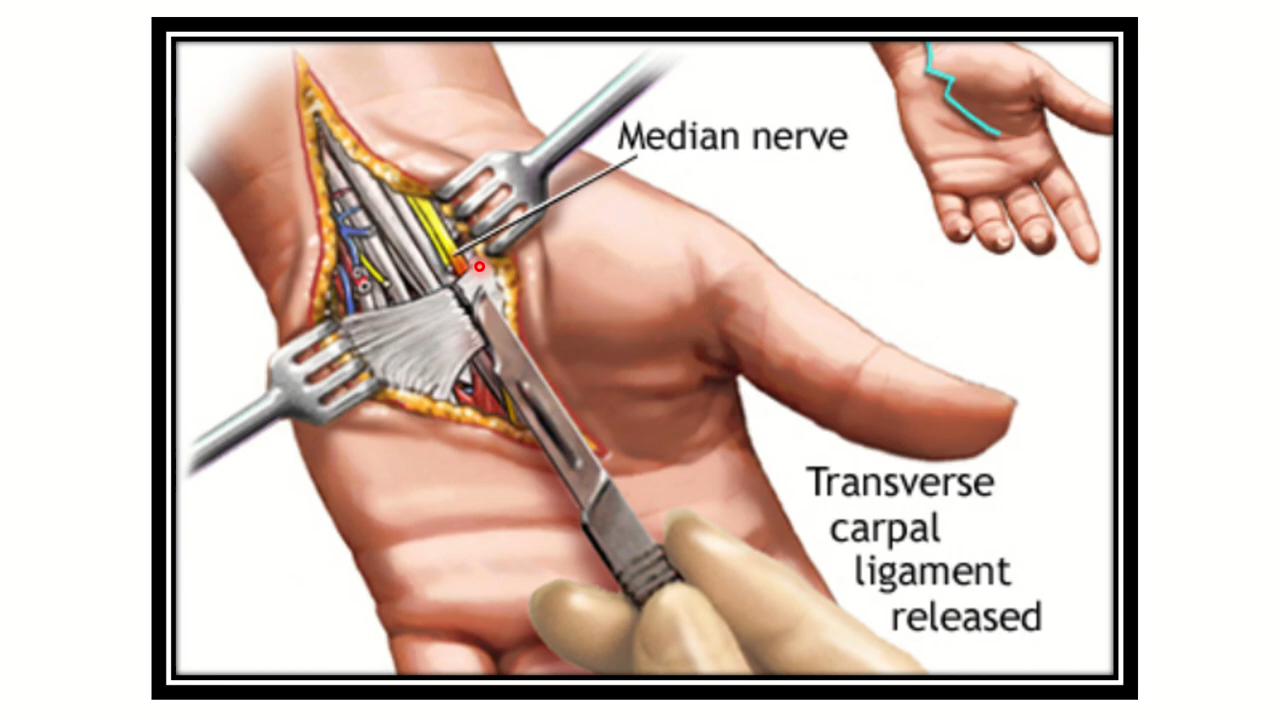 Median nerve
Transverse
carpal
ligament
released